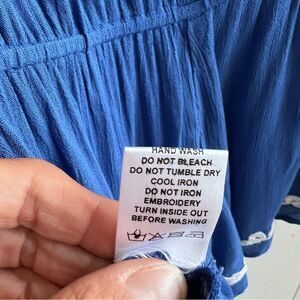 HAND WASH
DO NOT BLEACH
DO NOT TUMBLE DRY
COOL IRON
DO NOT IRON
EMBROIDERY
TURN INSIDE OUT
BEFORE WASHING